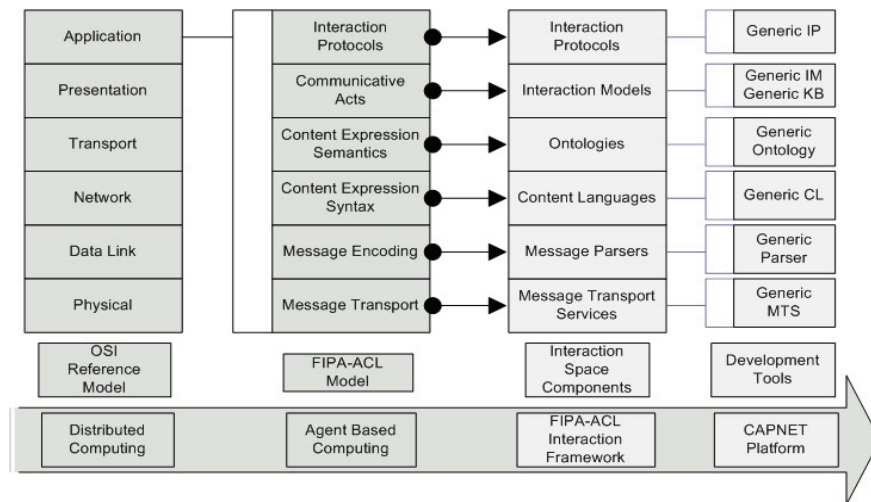 Application
Presentation
Transport
Network
Data Link
Physical
OSI
Reference
Model
Distributed
Computing
Interaction
Protocols
Communicative
Acts
Content Expression
Semantics
Content Expression
Syntax
Message Encoding
Message Transport
FIPA-ACL
Model
Agent Based
Computing
Interaction
Protocols
Interaction Models
Ontologies
Content Languages
Message Parsers
Message Transport
Services
Interaction
Space
Components
FIPA-ACL
Interaction
Framework
Generic IP
Generic IM
Generic KB
Generic
Ontology
Generic CL
Generic
Parser
Generic
MTS
Development
Tools
CAPNET
Platform